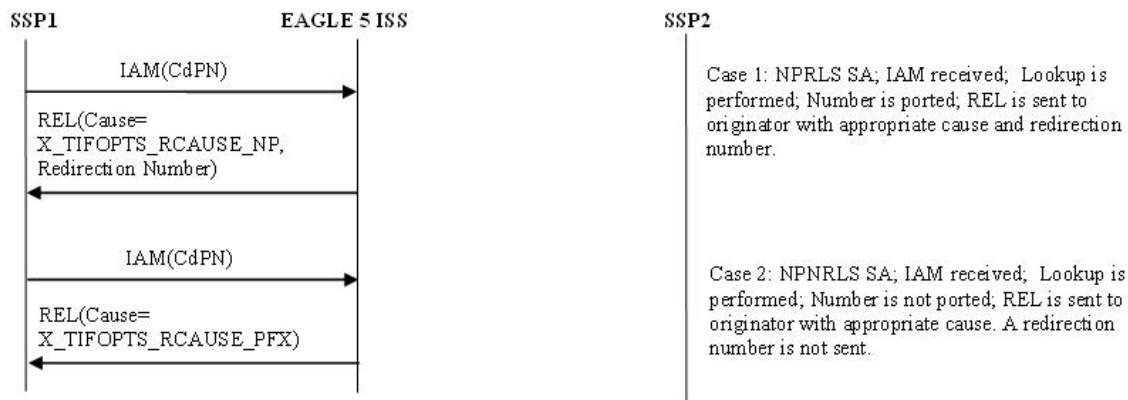 SSP1
EAGLE 5 ISS
SSP2
IAM(CdPN)
REL(Cause=
X_TIFOPTS_RCAUSE_NP,
Redirection Number)
Case 1: NPRLS SA; IAM received; Lookup is
performed; Number is ported; REL is sent to
originator with appropriate cause and redirection
number.
IAM(CdPN)
REL(Cause=
X_TIFOPTS_RCAUSE_PFX)
Case 2: NPNRLS SA; IAM received; Lookup is
performed; Number is not ported; REL is sent to
originator with appropriate cause. A redirection
number is not sent.